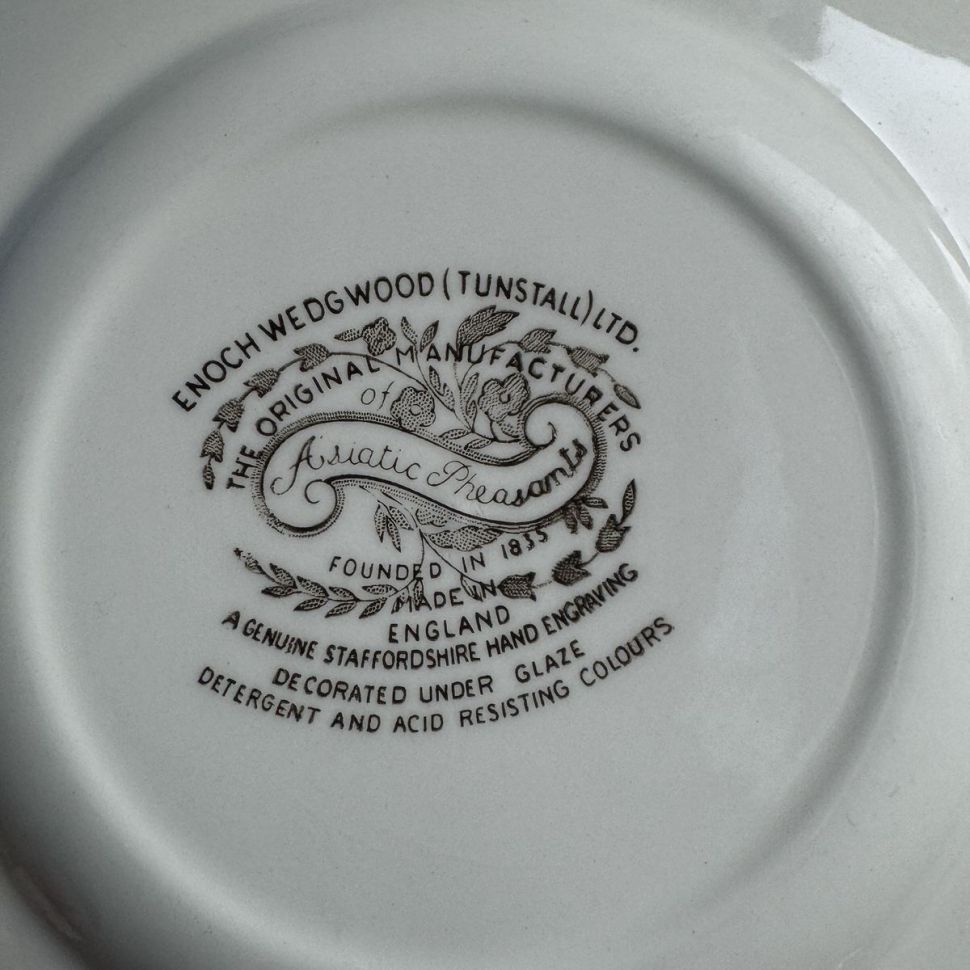 ENOCH WEDGWOOD (TUNSTALL) LTD.
THE ORIGINAL MANUFACTURERS
of
Asiatic Pheasants
FOUNDED IN 1835
MADE IN
ENGLAND
A GENUINE STAFFORDSHIRE HAND ENGRAVING
DECORATED UNDER GLAZE
DETERGENT AND ACID RESISTING COLOURS